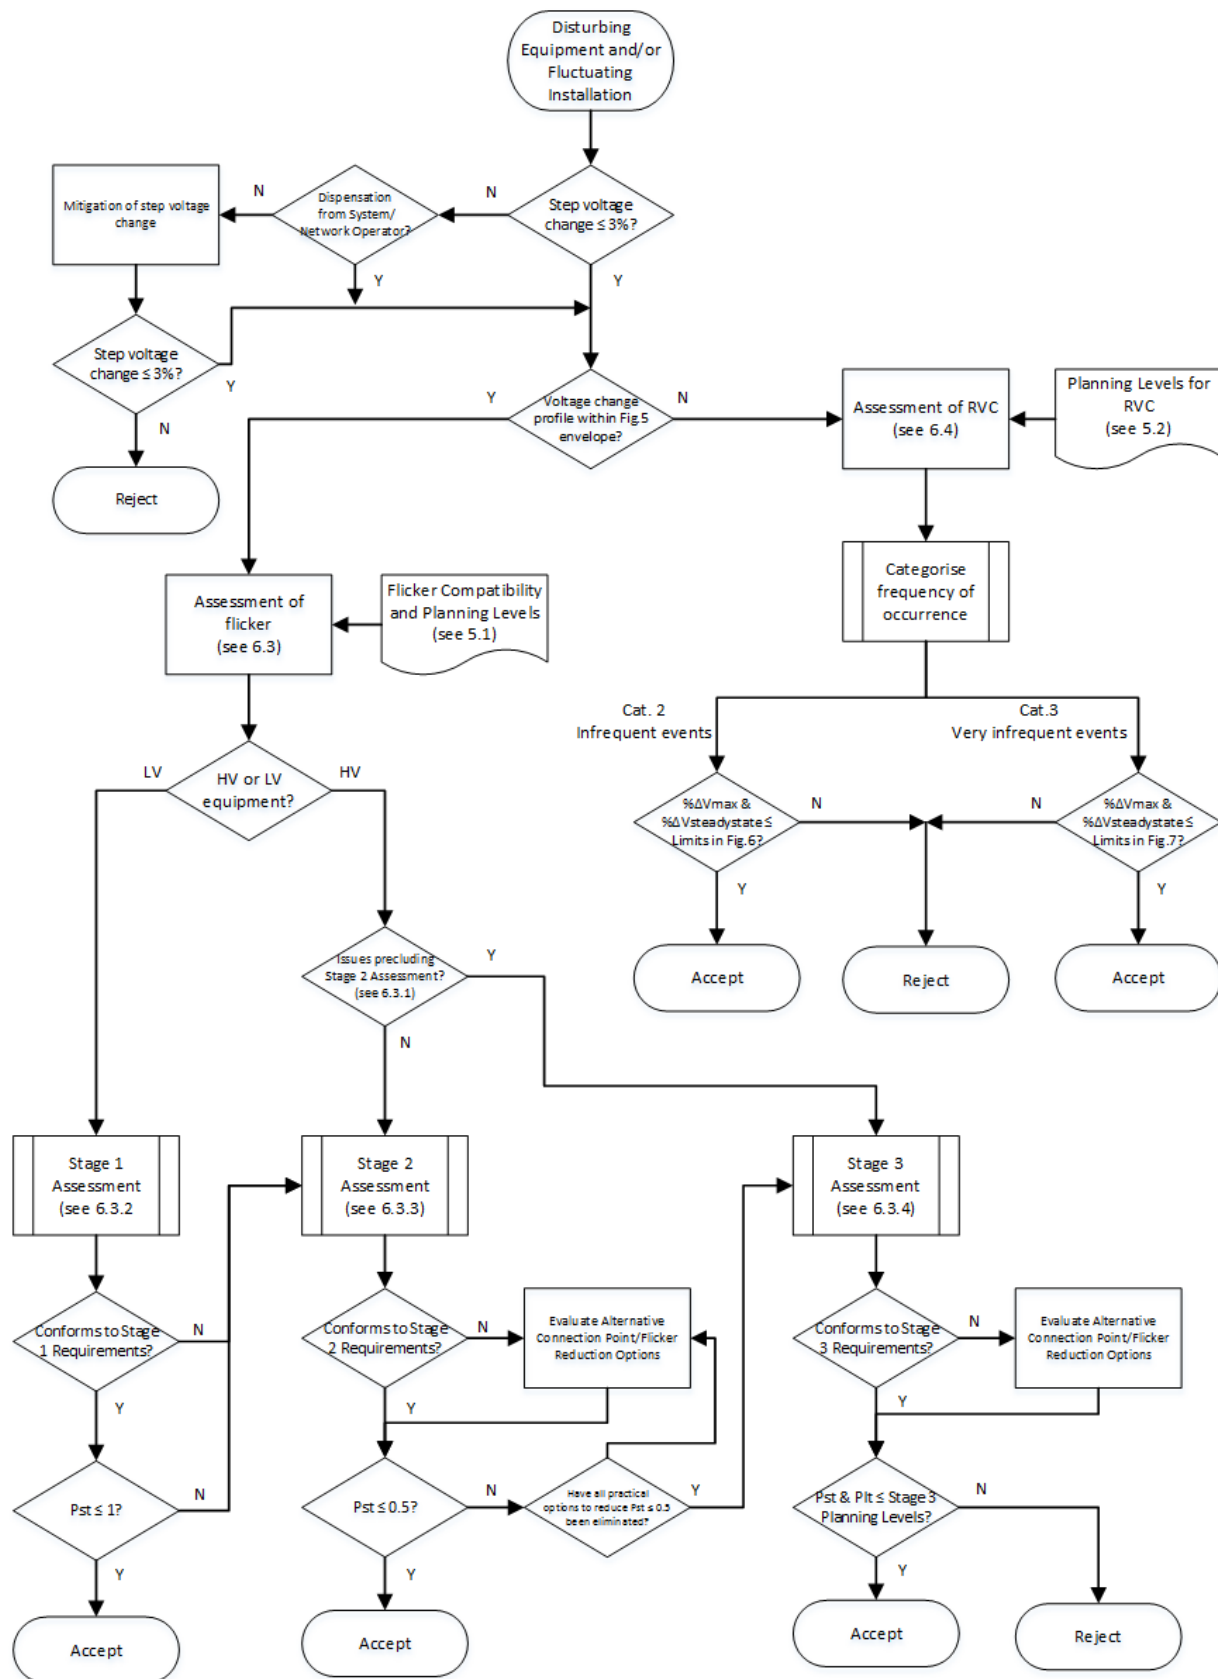 Disturbing
Equipment and/or
Fluctuating
Installation
Mitigation of step voltage
change
N
Dispensation
from System/
Network Operator?
N
Step voltage
change ≤ 3%?
Y
Y
Step voltage
change ≤ 3%?
Y
N
Reject
Y
Voltage change
profile within Fig.5
envelope?
N
Assessment of RVC
(see 6.4)
Planning Levels for
RVC
(see 5.2)
Assessment of
flicker
(see 6.3)
Flicker Compatibility
and Planning Levels
(see 5.1)
Categorise
frequency of
occurrence
Cat. 2
Infrequent events
Cat.3
Very infrequent events
LV
HV or LV
equipment?
HV
%ΔVmax &
%ΔVsteadystate ≤
Limits in Fig.6?
N
N
%ΔVmax &
%ΔVsteadystate ≤
Limits in Fig.7?
Y
Y
Accept
Reject
Accept
Issues precluding
Stage 2 Assessment?
(see 6.3.1)
Y
N
Stage 1
Assessment
(see 6.3.2
Stage 2
Assessment
(see 6.3.3)
Stage 3
Assessment
(see 6.3.4)
Conforms to Stage
1 Requirements?
N
Conforms to Stage
2 Requirements?
N
Evaluate Alternative
Connection Point/Flicker
Reduction Options
Conforms to Stage
3 Requirements?
N
Evaluate Alternative
Connection Point/Flicker
Reduction Options
Y
Y
Y
Pst ≤ 1?
N
Pst ≤ 0.5?
N
Have all practical
options to reduce Pst ≤ 0.5
been eliminated?
Y
Pst & Plt ≤ Stage 3
Planning Levels?
N
Y
Y
Y
Accept
Accept
Accept
Reject